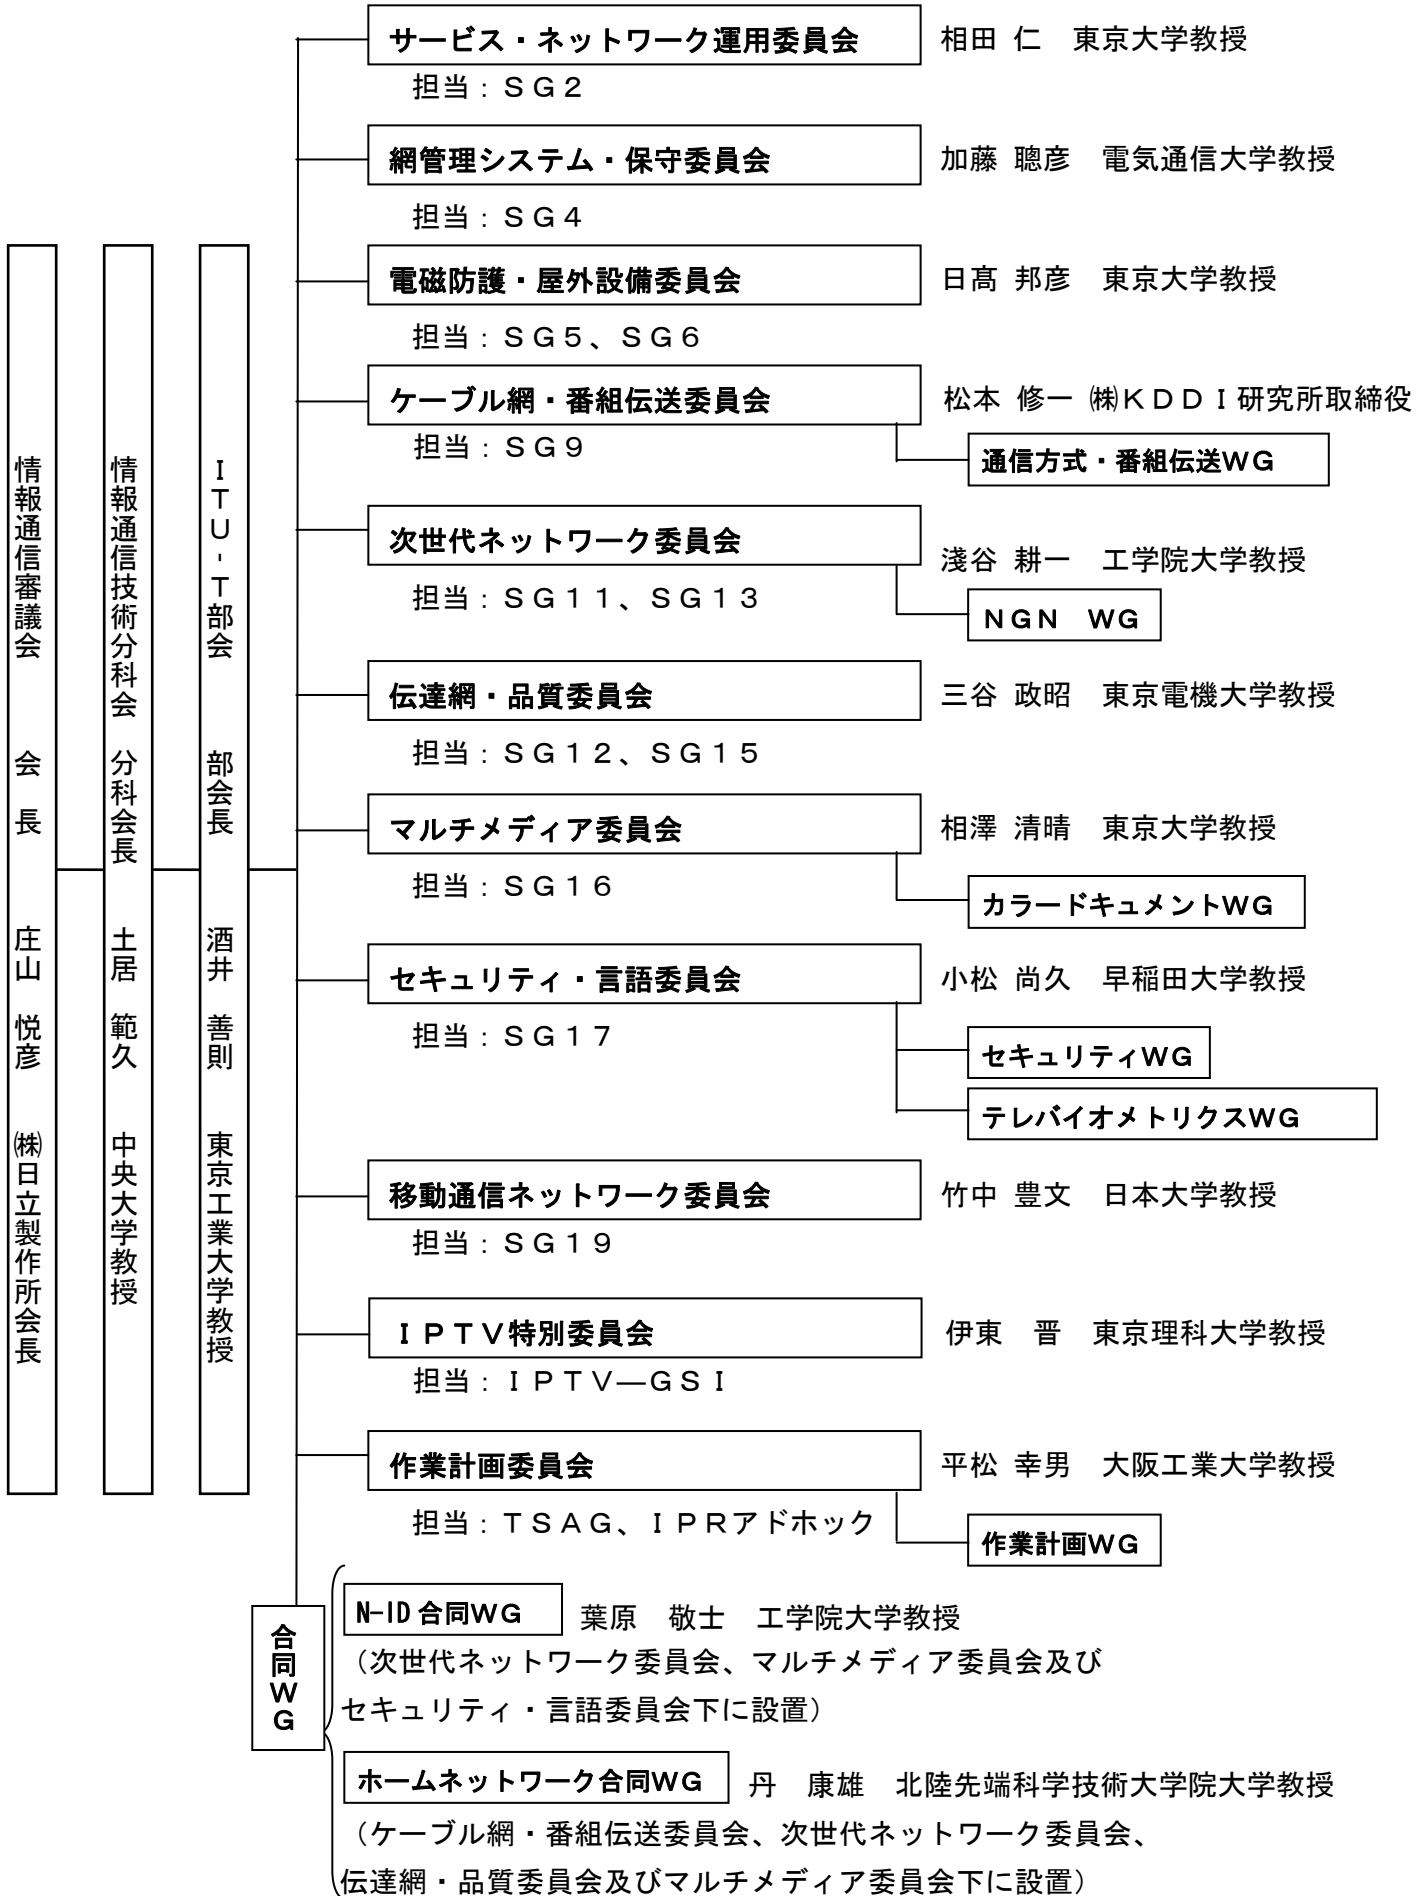 情報通信審議会　会　長　庄山　悦彦　㈱日立製作所会長
情報通信技術分科会　分科会長　土居　範久　中央大学教授
ＩＴＵ-Ｔ部会　部会長　酒井　善則　東京工業大学教授
サービス・ネットワーク運用委員会　相田 仁　東京大学教授
担当：ＳＧ２
網管理システム・保守委員会　加藤 聰彦　電気通信大学教授
担当：ＳＧ４
電磁防護・屋外設備委員会　日髙 邦彦　東京大学教授
担当：ＳＧ５、ＳＧ６
ケーブル網・番組伝送委員会　松本 修一 ㈱ＫＤＤＩ研究所取締役
担当：ＳＧ９
通信方式・番組伝送ＷＧ
次世代ネットワーク委員会
淺谷 耕一　工学院大学教授
担当：ＳＧ１１、ＳＧ１３
ＮＧＮ　ＷＧ
伝達網・品質委員会　三谷 政昭　東京電機大学教授
担当：ＳＧ１２、ＳＧ１５
マルチメディア委員会　相澤 清晴　東京大学教授
担当：ＳＧ１６
カラードキュメントＷＧ
セキュリティ・言語委員会　小松 尚久　早稲田大学教授
担当：ＳＧ１７
セキュリティＷＧ
テレバイオメトリクスＷＧ
移動通信ネットワーク委員会　竹中 豊文　日本大学教授
担当：ＳＧ１９
ＩＰＴＶ特別委員会　伊東　晋　東京理科大学教授
担当：ＩＰＴＶ―ＧＳＩ
作業計画委員会　平松 幸男　大阪工業大学教授
担当：ＴＳＡＧ、ＩＰＲアドホック
作業計画ＷＧ
合同ＷＧ
N-ID 合同ＷＧ　葉原　敬士　工学院大学教授
（次世代ネットワーク委員会、マルチメディア委員会及び
セキュリティ・言語委員会下に設置）
ホームネットワーク合同ＷＧ　丹　康雄　北陸先端科学技術大学院大学教授
（ケーブル網・番組伝送委員会、次世代ネットワーク委員会、
伝達網・品質委員会及びマルチメディア委員会下に設置）